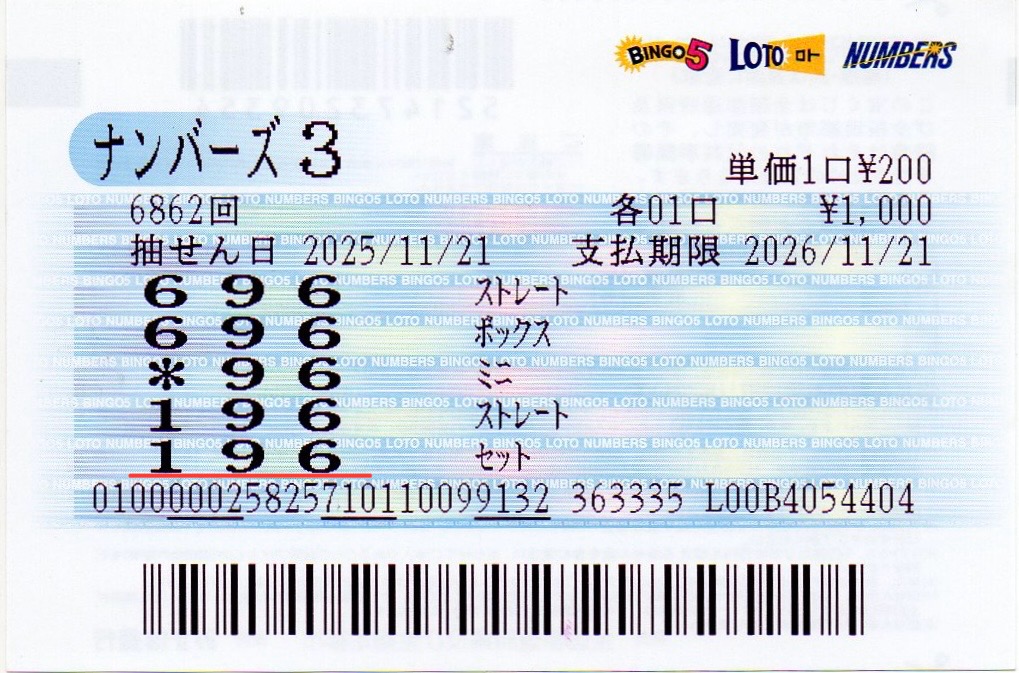 BINGO5 LOTO ロト NUMBERS
ナンバーズ3
単価1口¥200
6862回 各01口 ¥1,000
抽せん日 2025/11/21 支払期限 2026/11/21
696 ストレート
696 ボックス
*96 ミニ
196 ストレート
196 セット
010000025825710110099132 363335 L00B4054404